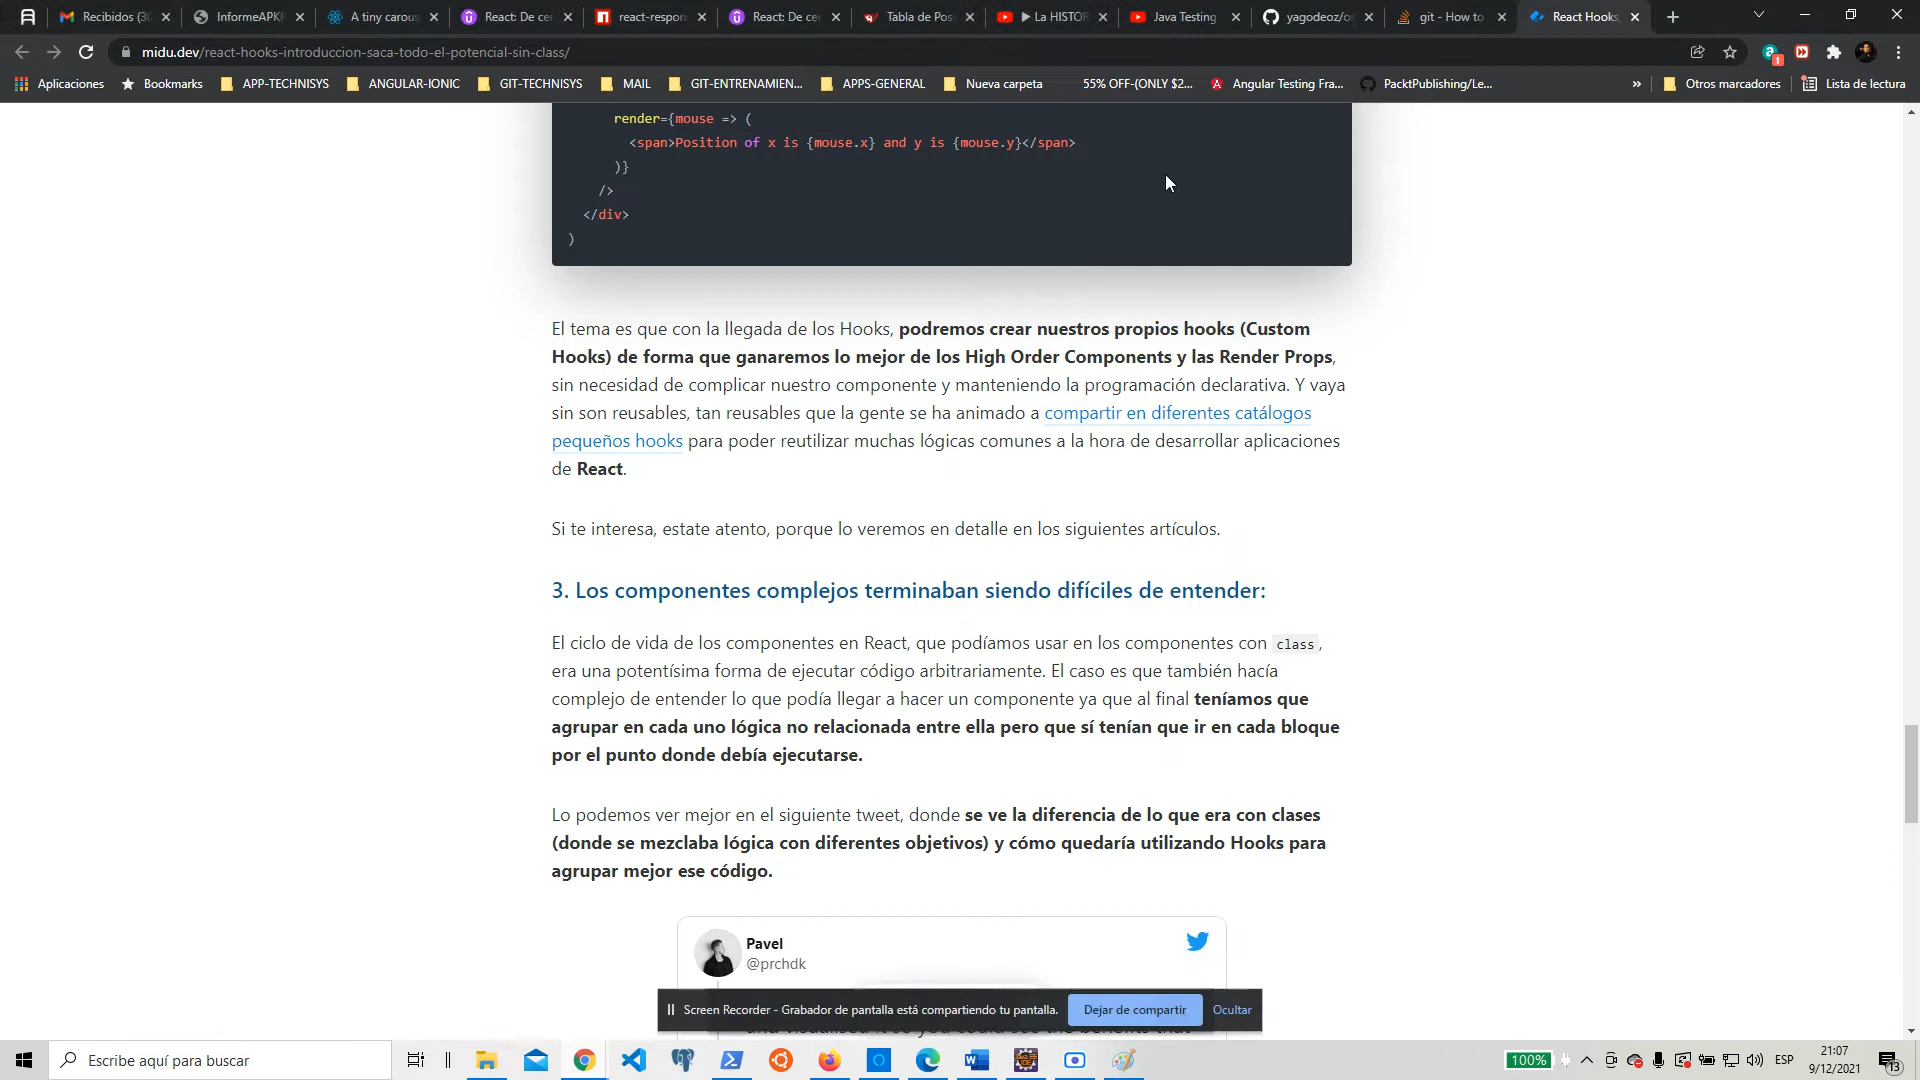 Recibidos (30
InformeAPKP
A tiny carous
React: De cer
react-respon
React: De cer
Tabla de Posi
▶ La HISTOR
Java Testing
yagodeoz/or
git - How to
React Hooks
midu.dev/react-hooks-introduccion-saca-todo-el-potencial-sin-class/
Aplicaciones
Bookmarks
APP-TECHNISYS
ANGULAR-IONIC
GIT-TECHNISYS
MAIL
GIT-ENTRENAMIEN...
APPS-GENERAL
Nueva carpeta
55% OFF-(ONLY $2...
Angular Testing Fra...
PacktPublishing/Le...
»
Otros marcadores
Lista de lectura
render={mouse => (
<span>Position of x is {mouse.x} and y is {mouse.y}</span>
)}
/>
</div>
)
El tema es que con la llegada de los Hooks, podremos crear nuestros propios hooks (Custom
Hooks) de forma que ganaremos lo mejor de los High Order Components y las Render Props,
sin necesidad de complicar nuestro componente y manteniendo la programación declarativa. Y vaya
sin son reusables, tan reusables que la gente se ha animado a compartir en diferentes catálogos
pequeños hooks para poder reutilizar muchas lógicas comunes a la hora de desarrollar aplicaciones
de React.
Si te interesa, estate atento, porque lo veremos en detalle en los siguientes artículos.
3. Los componentes complejos terminaban siendo difíciles de entender:
El ciclo de vida de los componentes en React, que podíamos usar en los componentes con class,
era una potentísima forma de ejecutar código arbitrariamente. El caso es que también hacía
complejo de entender lo que podía llegar a hacer un componente ya que al final teníamos que
agrupar en cada uno lógica no relacionada entre ella pero que sí tenían que ir en cada bloque
por el punto donde debía ejecutarse.
Lo podemos ver mejor en el siguiente tweet, donde se ve la diferencia de lo que era con clases
(donde se mezclaba lógica con diferentes objetivos) y cómo quedaría utilizando Hooks para
agrupar mejor ese código.
Pavel
@prchdk
Screen Recorder - Grabador de pantalla está compartiendo tu pantalla.
Dejar de compartir
Ocultar
Escribe aquí para buscar
100%
ESP
21:07
9/12/2021
13